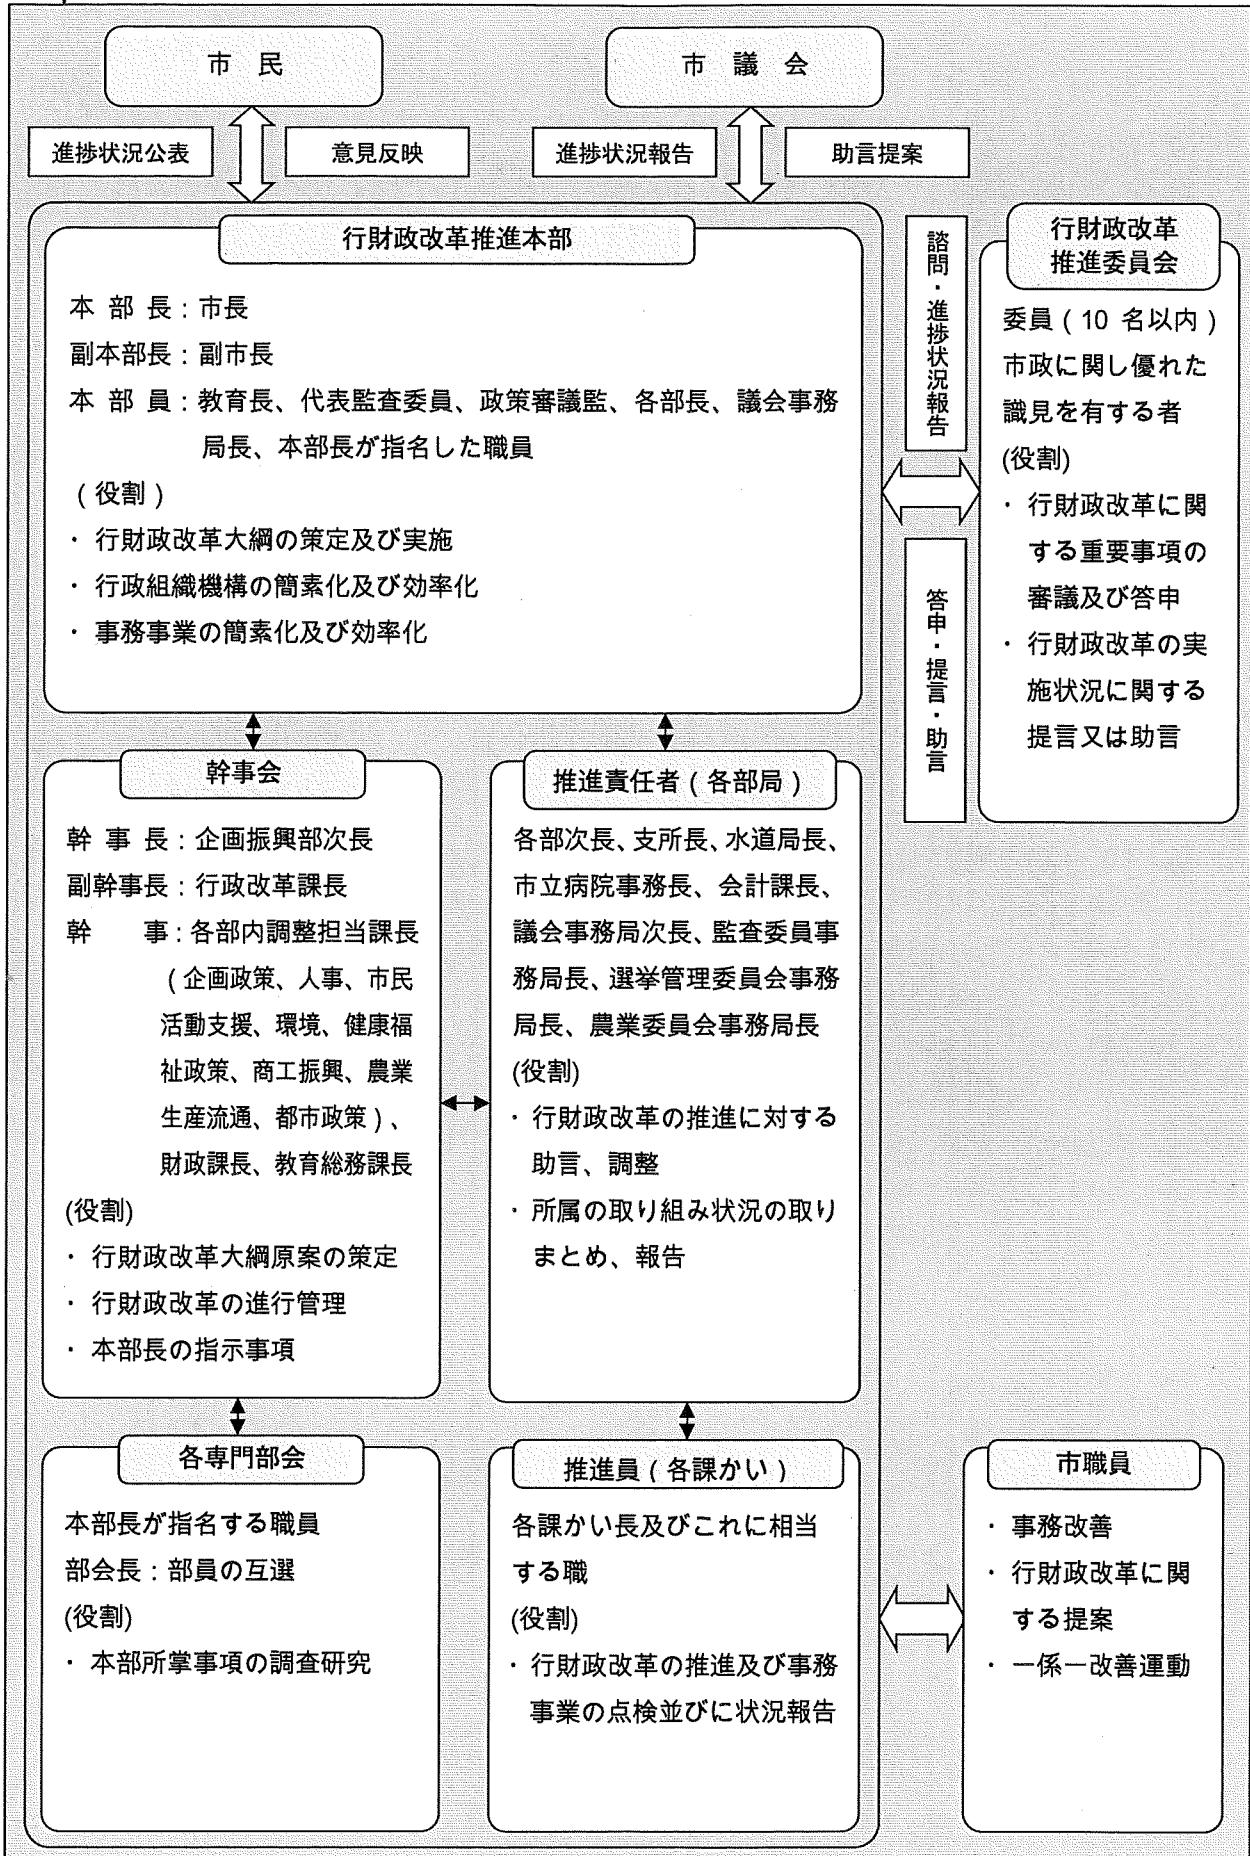 市 民
市 議 会
進捗状況公表
意見反映
進捗状況報告
助言提案
行財政改革推進本部
本 部 長：市長
副本部長：副市長
本 部 員：教育長、代表監査委員、政策審議監、各部長、議会事務
局長、本部長が指名した職員
（役割）
・ 行財政改革大綱の策定及び実施
・ 行政組織機構の簡素化及び効率化
・ 事務事業の簡素化及び効率化
諮問・進捗状況報告
答申・提言・助言
行財政改革
推進委員会
委員（10 名以内）
市政に関し優れた
識見を有する者
(役割)
・ 行財政改革に関
する重要事項の
審議及び答申
・ 行財政改革の実
施状況に関する
提言又は助言
幹事会
幹 事 長：企画振興部次長
副幹事長：行政改革課長
幹　　事：各部内調整担当課長
（企画政策、人事、市民
活動支援、環境、健康福
祉政策、商工振興、農業
生産流通、都市政策）、
財政課長、教育総務課長
(役割)
・ 行財政改革大綱原案の策定
・ 行財政改革の進行管理
・ 本部長の指示事項
推進責任者（各部局）
各部次長、支所長、水道局長、
市立病院事務長、会計課長、
議会事務局次長、監査委員事
務局長、選挙管理委員会事務
局長、農業委員会事務局長
(役割)
・ 行財政改革の推進に対する
助言、調整
・ 所属の取り組み状況の取り
まとめ、報告
各専門部会
本部長が指名する職員
部会長：部員の互選
(役割)
・ 本部所掌事項の調査研究
推進員（各課かい）
各課かい長及びこれに相当
する職
(役割)
・ 行財政改革の推進及び事務
事業の点検並びに状況報告
市職員
・ 事務改善
・ 行財政改革に関
する提案
・ 一係一改善運動